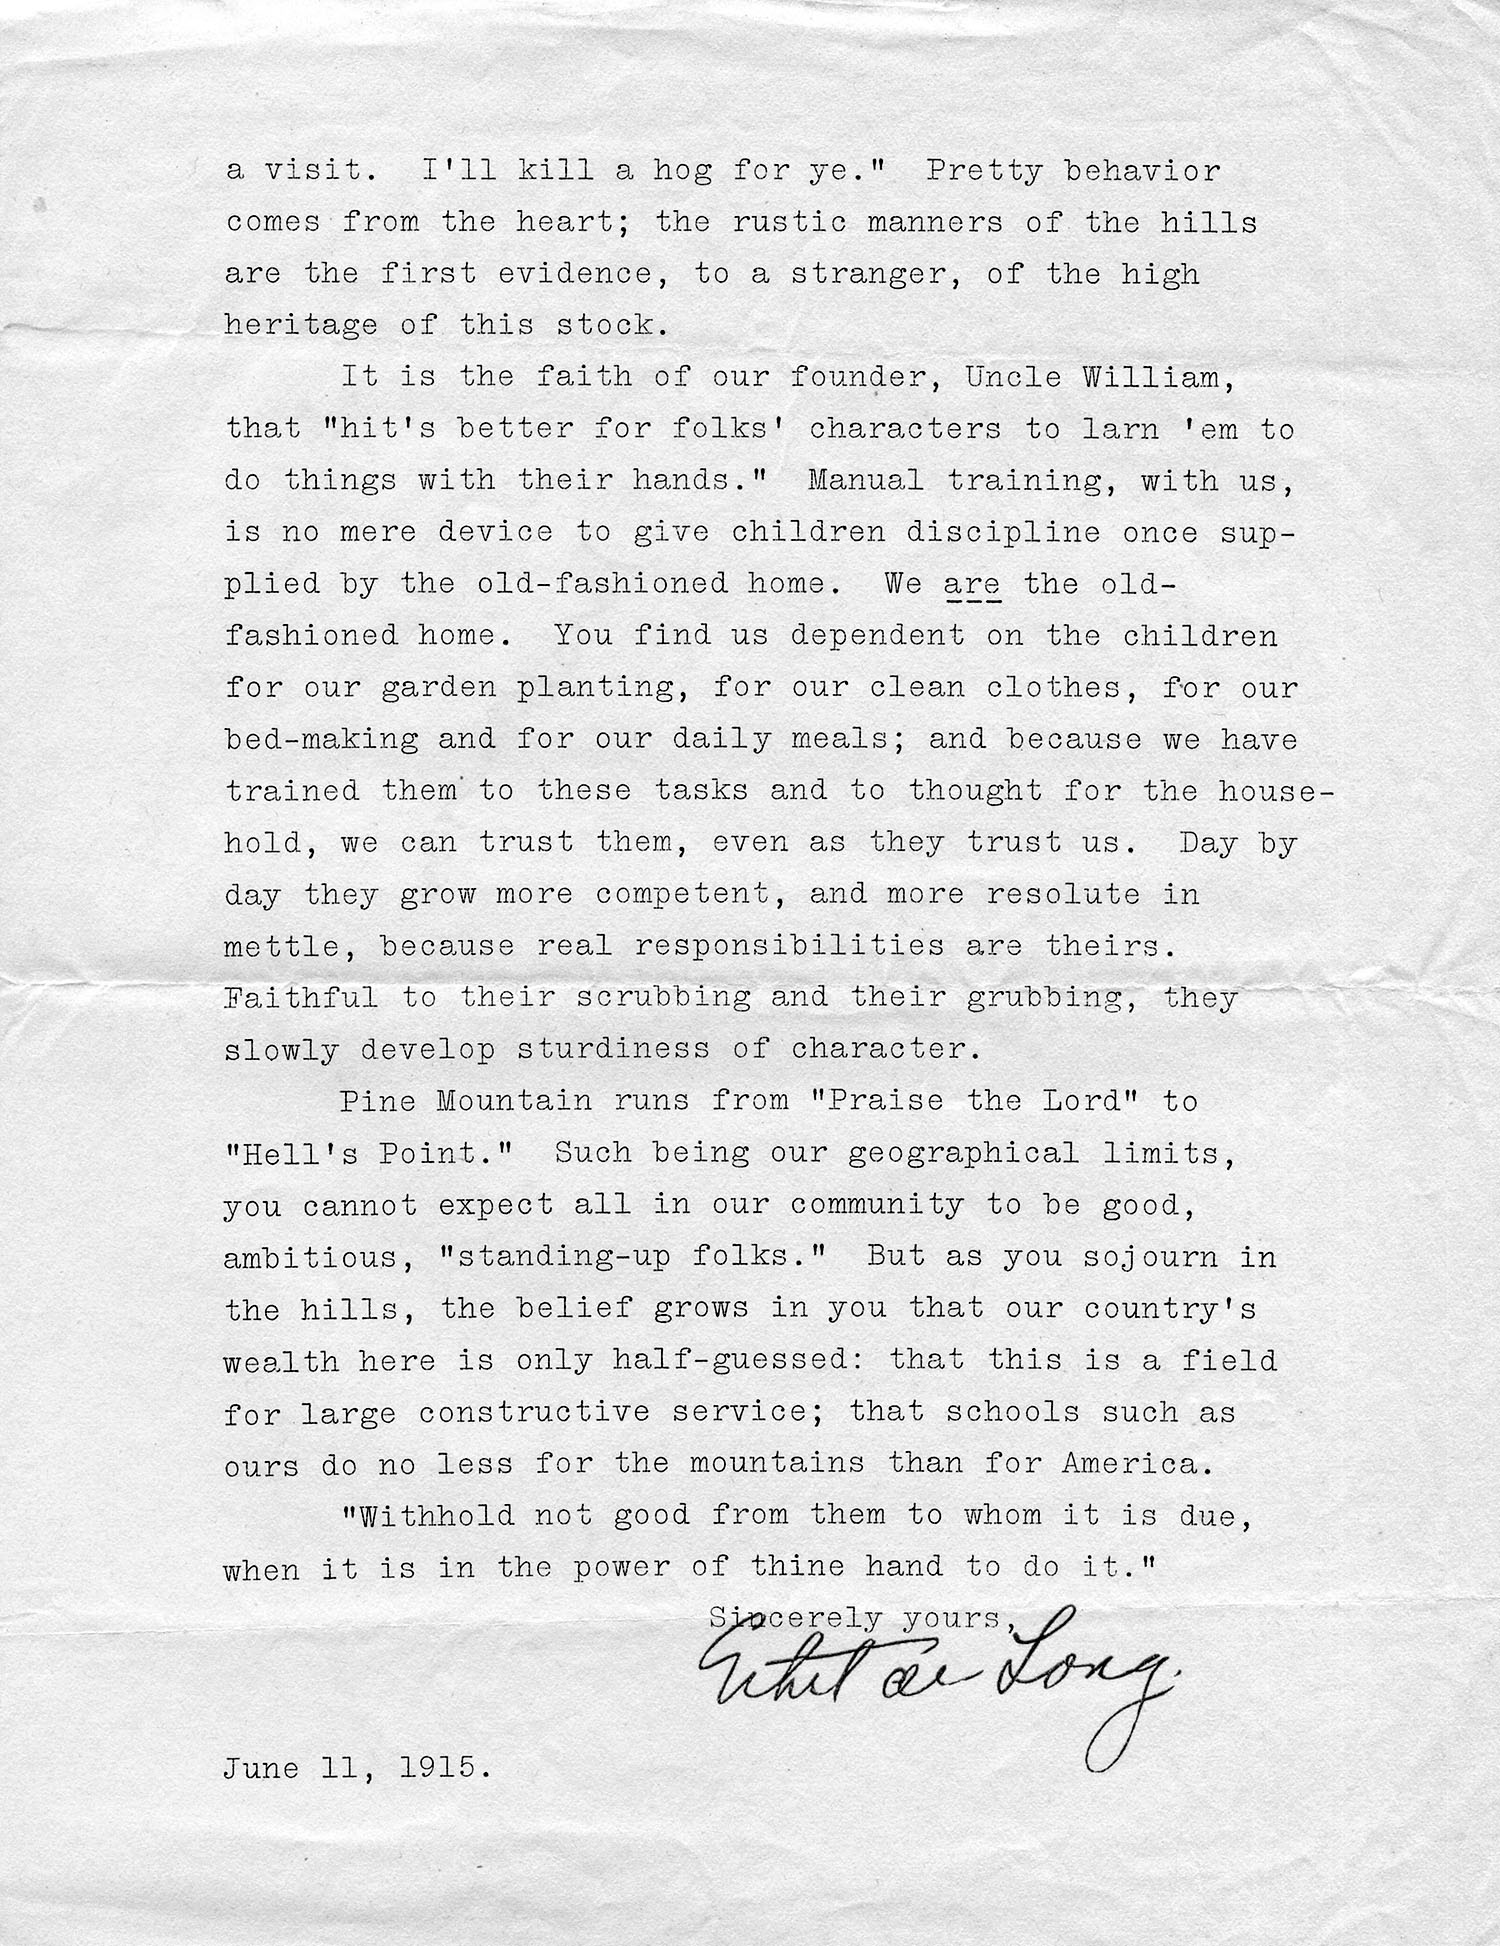 a visit.  I'll kill a hog for ye."  Pretty behavior
comes from the heart; the rustic manners of the hills
are the first evidence, to a stranger, of the high
heritage of this stock.
It is the faith of our founder, Uncle William,
that "hit's better for folks' characters to larn 'em to
do things with their hands."  Manual training, with us,
is no mere device to give children discipline once sup-
plied by the old-fashioned home.  We are the old-
fashioned home.  You find us dependent on the children
for our garden planting, for our clean clothes, for our
bed-making and for our daily meals; and because we have
trained them to these tasks and to thought for the house-
hold, we can trust them, even as they trust us.  Day by
day they grow more competent, and more resolute in
mettle, because real responsibilities are theirs.
Faithful to their scrubbing and their grubbing, they
slowly develop sturdiness of character.
Pine Mountain runs from "Praise the Lord" to
"Hell's Point."  Such being our geographical limits,
you cannot expect all in our community to be good,
ambitious, "standing-up folks."  But as you sojourn in
the hills, the belief grows in you that our country's
wealth here is only half-guessed: that this is a field
for large constructive service; that schools such as
ours do no less for the mountains than for America.
"Withhold not good from them to whom it is due,
when it is in the power of thine hand to do it."
Sincerely yours,
Ethel de Long.
June 11, 1915.